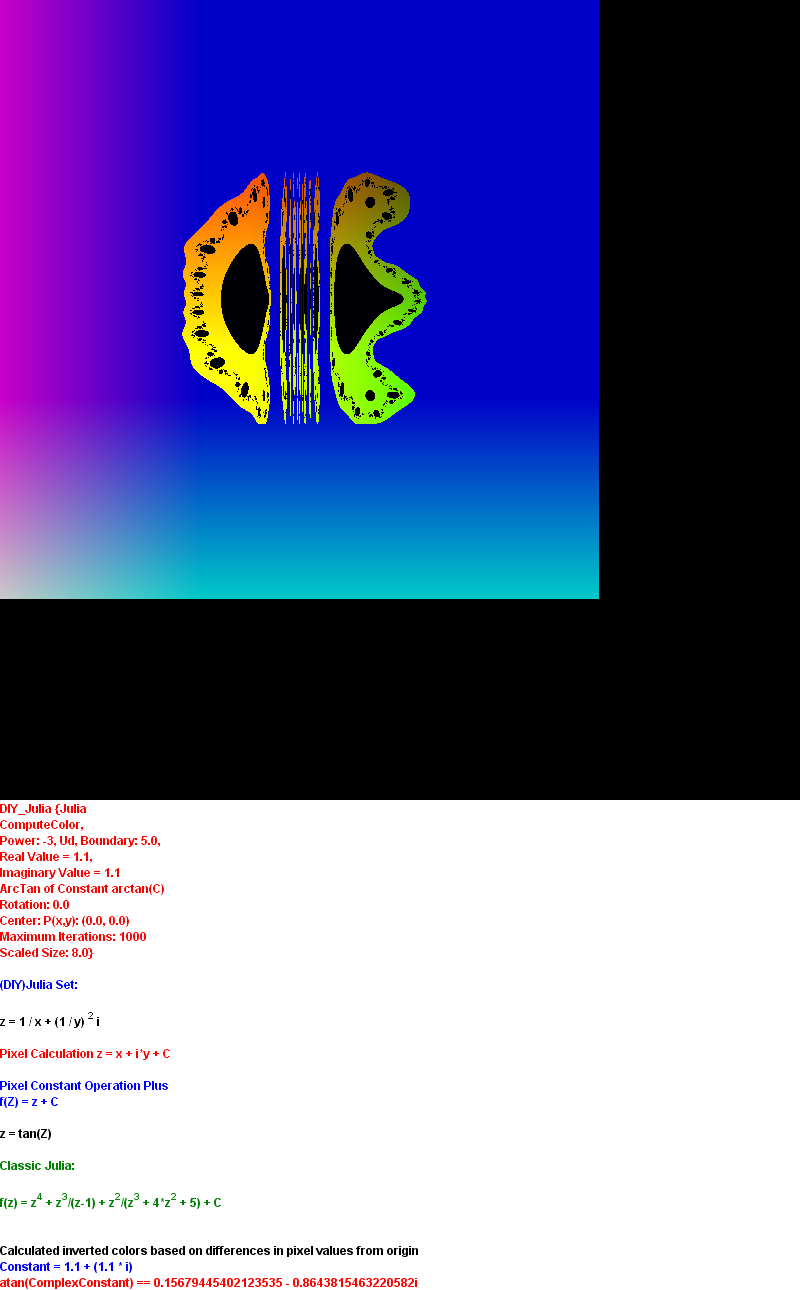 DIY_Julia {Julia
ComputeColor,
Power: -3, Ud, Boundary: 5.0,
Real Value = 1.1,
Imaginary Value = 1.1
ArcTan of Constant arctan(C)
Rotation: 0.0
Center: P(x,y): (0.0, 0.0)
Maximum Iterations: 1000
Scaled Size: 8.0}
(DIY)Julia Set:
z = 1 / x + (1 / y) ^2 i
Pixel Calculation z = x + i*y + C
Pixel Constant Operation Plus
f(Z) = z + C
z = tan(Z)
Classic Julia:
f(z) = z^4 + z^3/(z-1) + z^2/(z^3 + 4*z^2 + 5) + C
Calculated inverted colors based on differences in pixel values from origin
Constant = 1.1 + (1.1 * i)
atan(ComplexConstant) == 0.15679445402123535 - 0.8643815463220582i